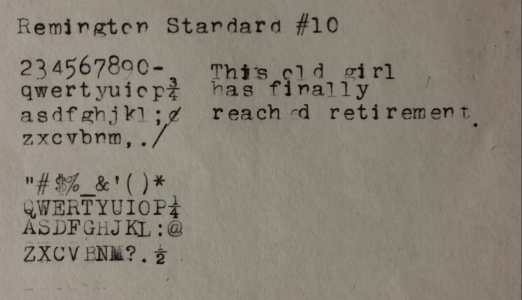 Remington Standard #10
234567890-
qwertyuiop¾
asdfghjkl;¢
zxcvbnm,./
This old girl
has finally
reached retirement.
"#$%_&'()*
QWERTYUIOP¼
ASDFGHJKL:@
ZXCVBNM?.½